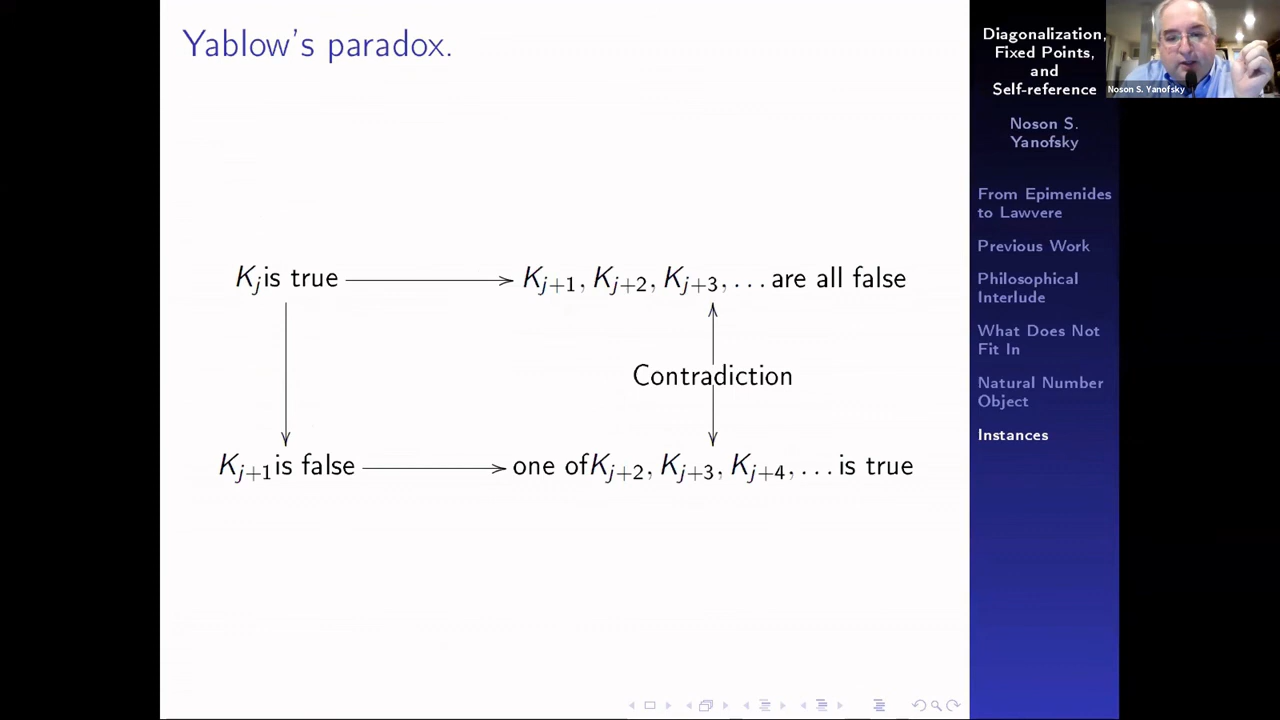 Yablow's paradox.
K_j is true
K_{j+1}, K_{j+2}, K_{j+3}, ... are all false
Contradiction
K_{j+1} is false
one of K_{j+2}, K_{j+3}, K_{j+4}, ... is true
Diagonalization,
Fixed Points,
and
Self-reference
Noson S.
Yanofsky
From Epimenides
to Lawvere
Previous Work
Philosophical
Interlude
What Does Not
Fit In
Natural Number
Object
Instances
Noson S. Yanofsky